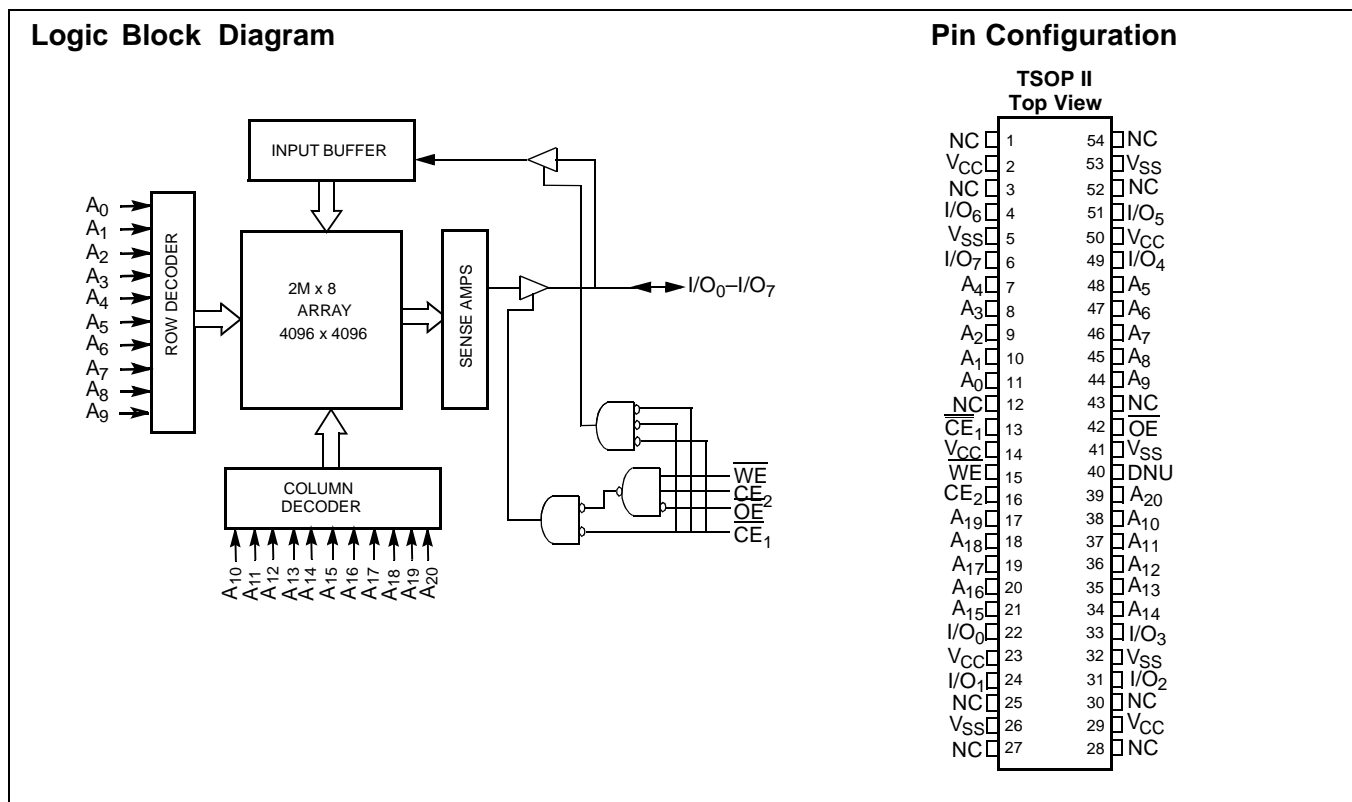 Logic Block Diagram
INPUT BUFFER
A0
A1
A2
A3
A4
A5
A6
A7
A8
A9
ROW DECODER
2M x 8
ARRAY
4096 x 4096
SENSE AMPS
I/O0–I/O7
COLUMN
DECODER
A10
A11
A12
A13
A14
A15
A16
A17
A18
A19
A20
WE
CE2
OE
CE1
Pin Configuration
TSOP II
Top View
NC 1 54 NC
VCC 2 53 VSS
NC 3 52 NC
I/O6 4 51 I/O5
VSS 5 50 VCC
I/O7 6 49 I/O4
A4 7 48 A5
A3 8 47 A6
A2 9 46 A7
A1 10 45 A8
A0 11 44 A9
NC 12 43 NC
CE1 13 42 OE
VCC 14 41 VSS
WE 15 40 DNU
CE2 16 39 A20
A19 17 38 A10
A18 18 37 A11
A17 19 36 A12
A16 20 35 A13
A15 21 34 A14
I/O0 22 33 I/O3
VCC 23 32 VSS
I/O1 24 31 I/O2
NC 25 30 NC
VSS 26 29 VCC
NC 27 28 NC